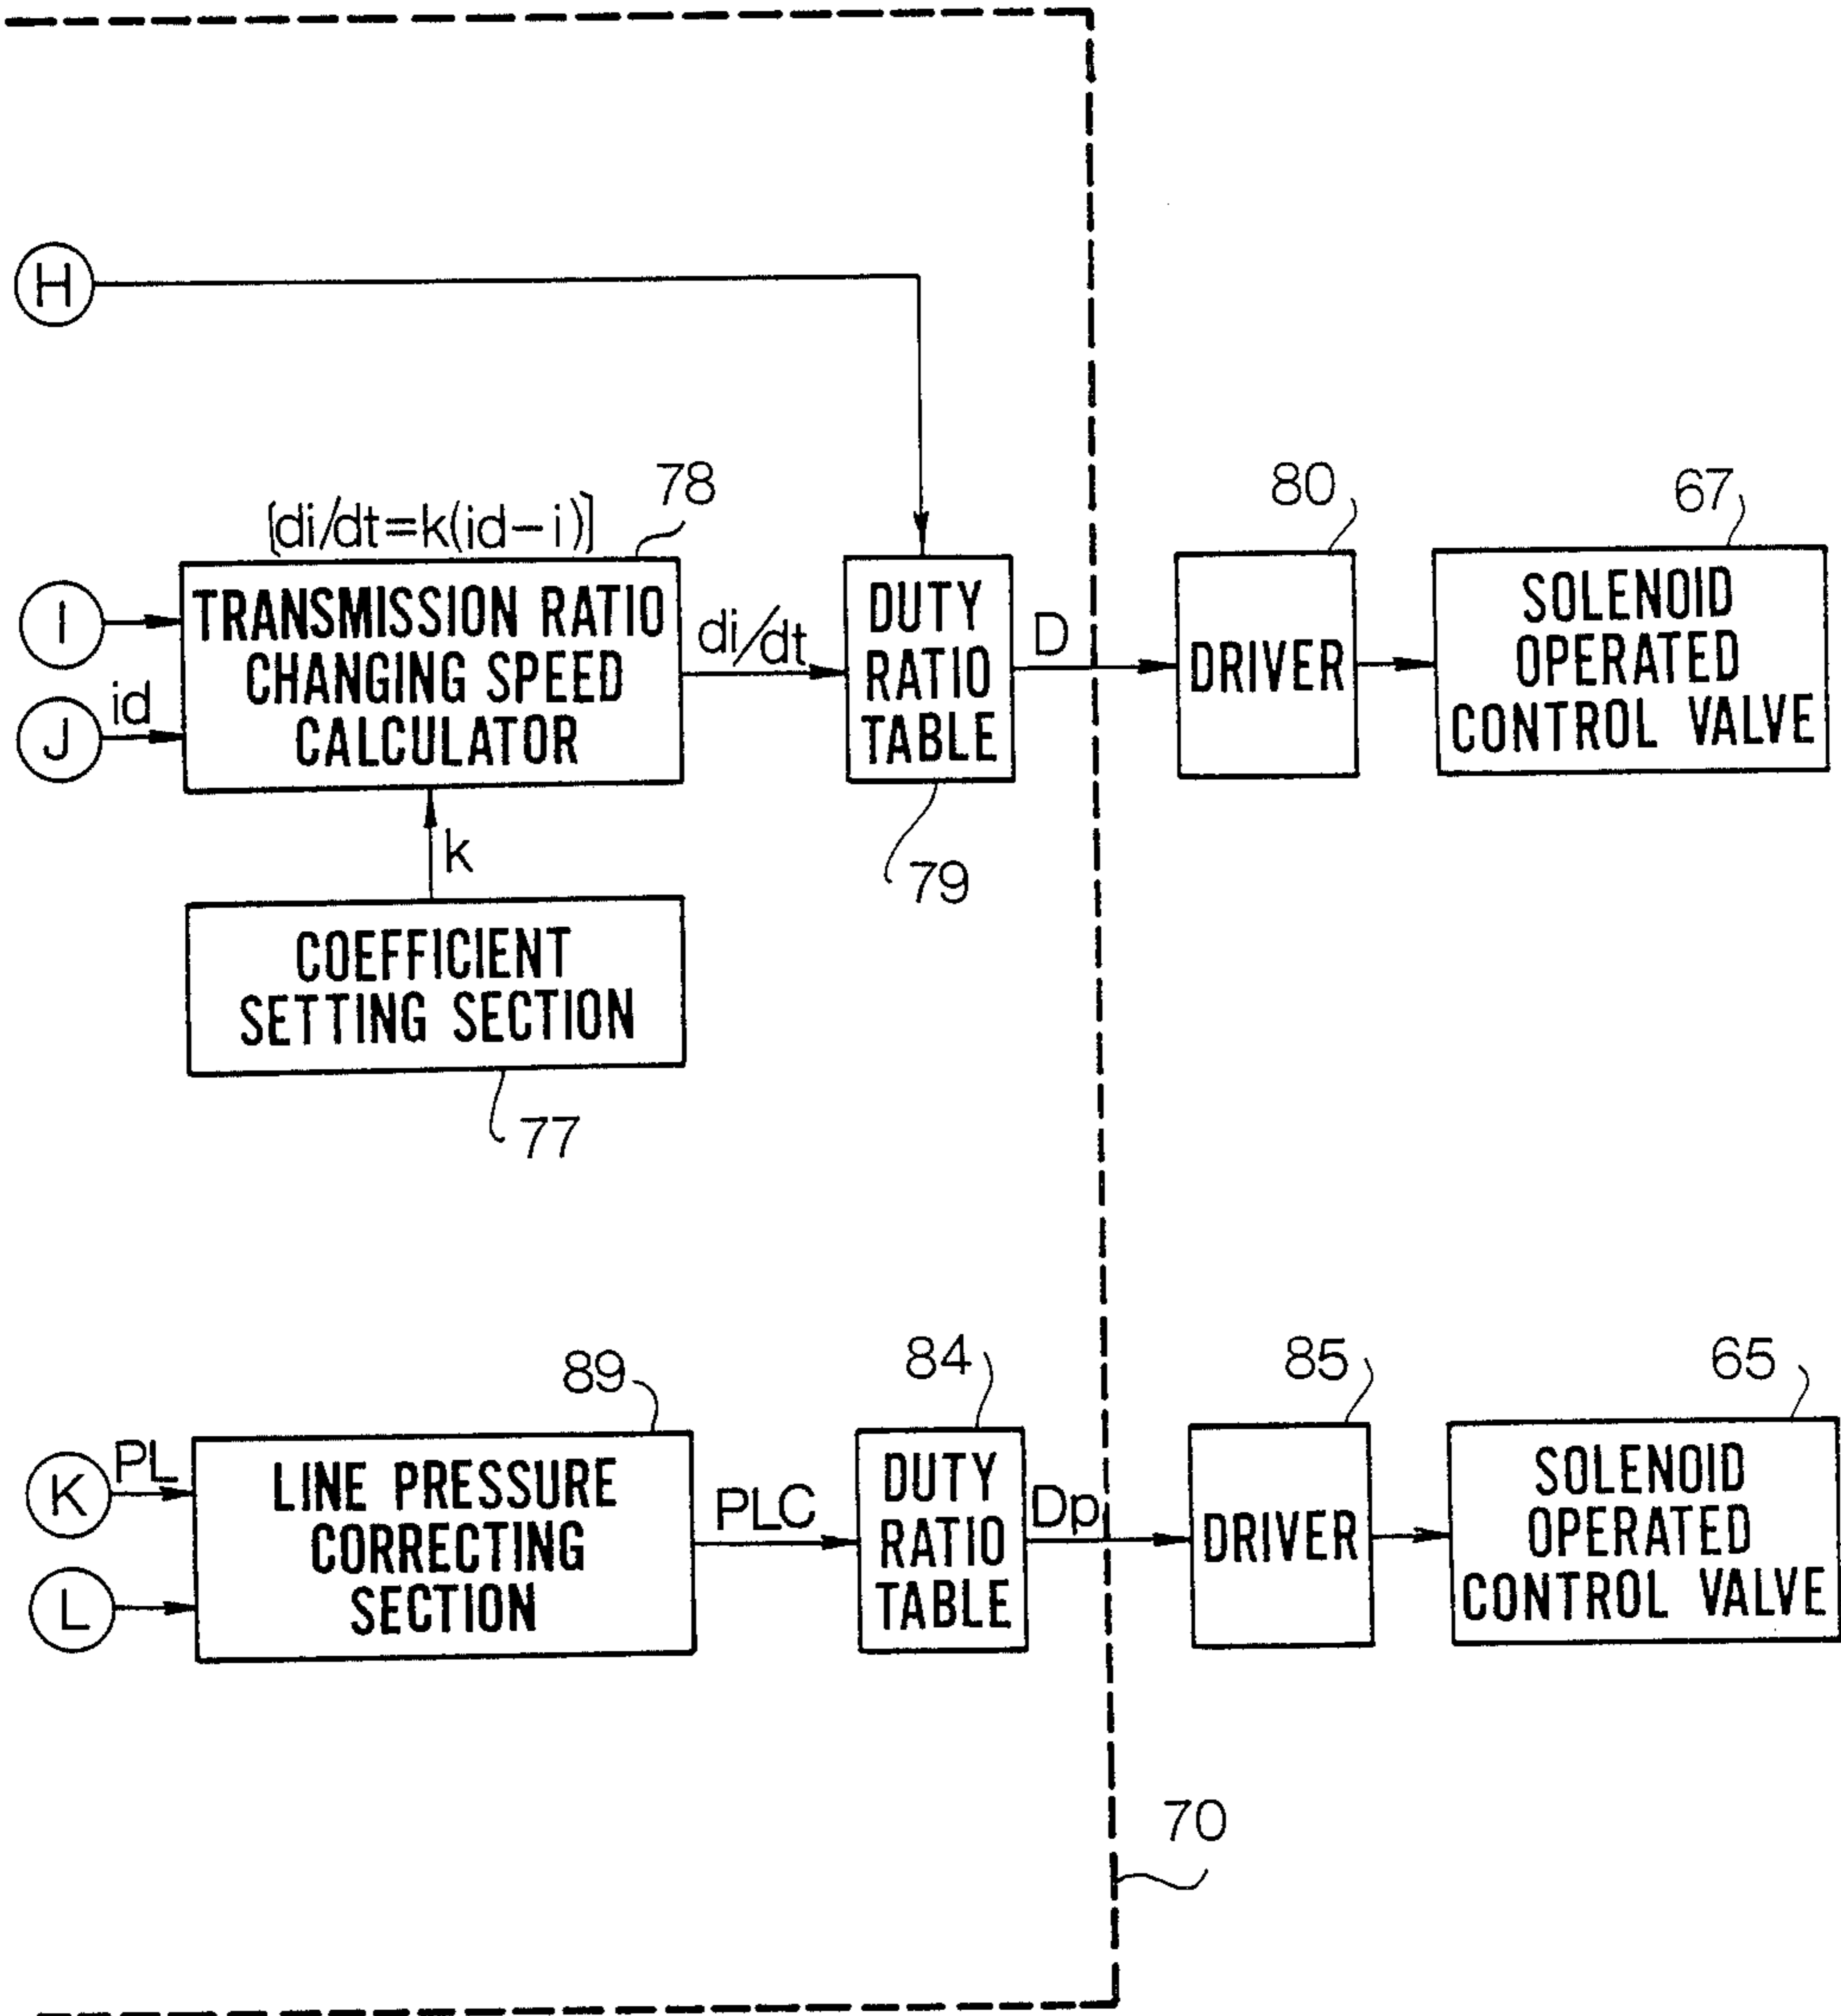 H
78
80
67
[di/dt=k(id-i)]
I
J
id
TRANSMISSION RATIO
CHANGING SPEED
CALCULATOR
di/dt
DUTY
RATIO
TABLE
D
DRIVER
SOLENOID
OPERATED
CONTROL VALVE
k
79
COEFFICIENT
SETTING SECTION
77
89
84
85
65
K
PL
L
LINE PRESSURE
CORRECTING
SECTION
PLC
DUTY
RATIO
TABLE
Dp
DRIVER
SOLENOID
OPERATED
CONTROL VALVE
70